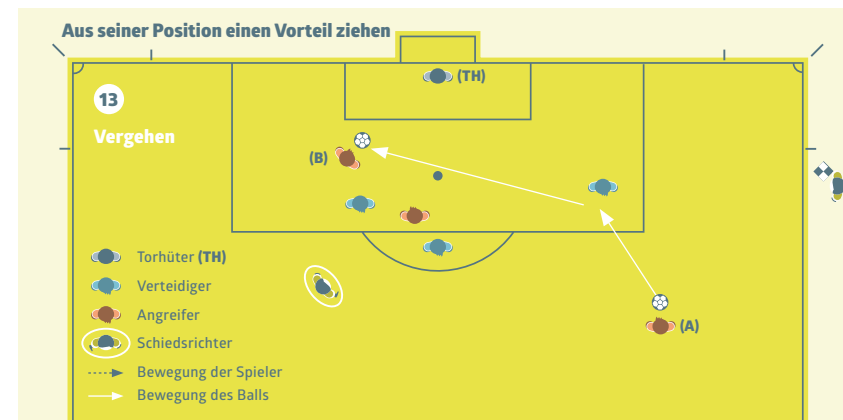 Aus seiner Position einen Vorteil ziehen
(TH)
13
Vergehen
(B)
Torhüter (TH)
Verteidiger
Angreifer
(A)
Schiedsrichter
Bewegung der Spieler
Bewegung des Balls